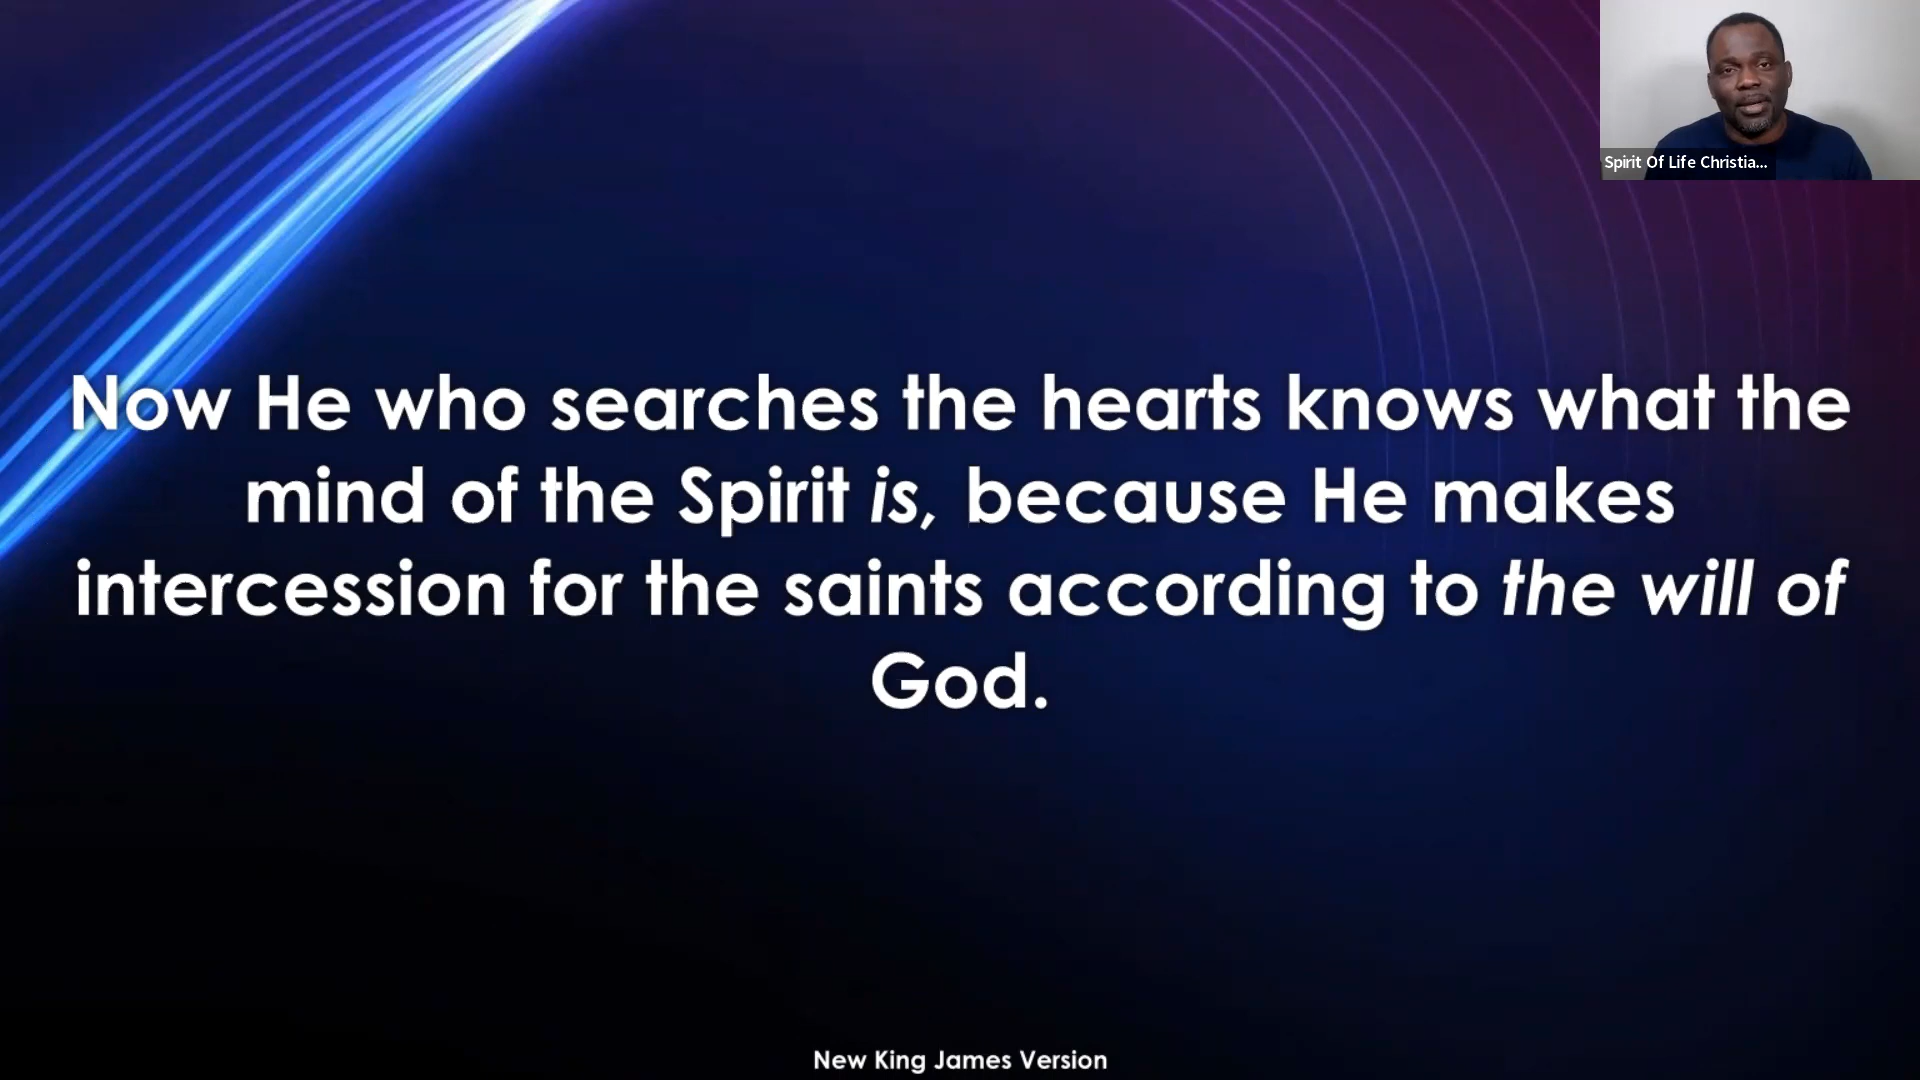 Spirit Of Life Christia...
Now He who searches the hearts knows what the
mind of the Spirit is, because He makes
intercession for the saints according to the will of
God.
New King James Version